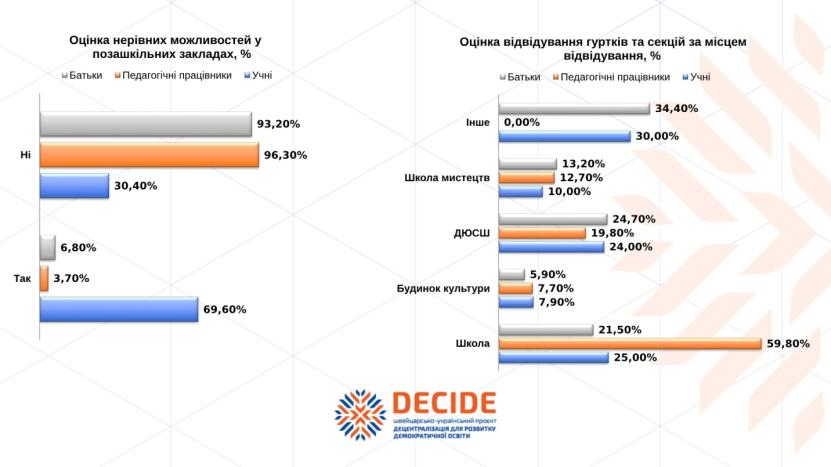 Оцінка нерівних можливостей у
позашкільних закладах, %
Батьки Педагогічні працівники Учні
Ні
93,20%
96,30%
30,40%
Так
6,80%
3,70%
69,60%
Оцінка відвідування гуртків та секцій за місцем
відвідування, %
Батьки Педагогічні працівники Учні
Інше
34,40%
0,00%
30,00%
Школа мистецтв
13,20%
12,70%
10,00%
ДЮСШ
24,70%
19,80%
24,00%
Будинок культури
5,90%
7,70%
7,90%
Школа
21,50%
59,80%
25,00%
DECIDE
швейцарсько-український проєкт
ДЕЦЕНТРАЛІЗАЦІЯ ДЛЯ РОЗВИТКУ
ДЕМОКРАТИЧНОЇ ОСВІТИ